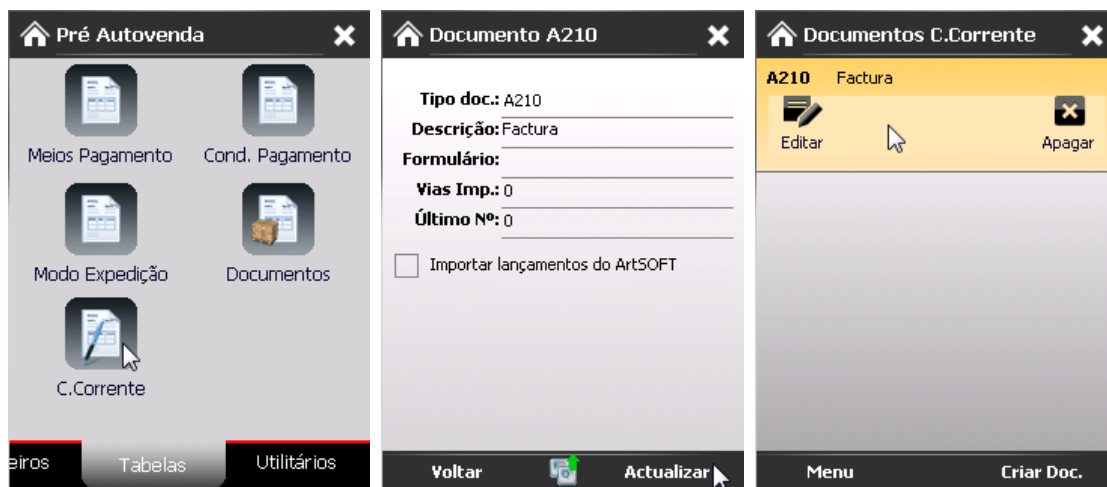 Pré Autovenda
Meios Pagamento
Cond. Pagamento
Modo Expedição
Documentos
C.Corrente
eiros
Tabelas
Utilitários
Documento A210
Tipo doc.: A210
Descrição: Factura
Formulário:
Vias Imp.: 0
Último Nº: 0
Importar lançamentos do ArtSOFT
Voltar
Actualizar
Documentos C.Corrente
A210 Factura
Editar
Apagar
Menu
Criar Doc.